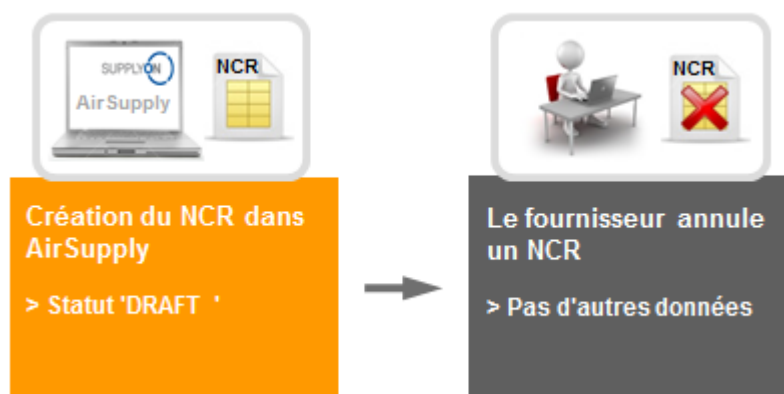 SUPPLYON
AirSupply
NCR
Création du NCR dans
AirSupply
> Statut 'DRAFT '
NCR
Le fournisseur annule
un NCR
> Pas d'autres données